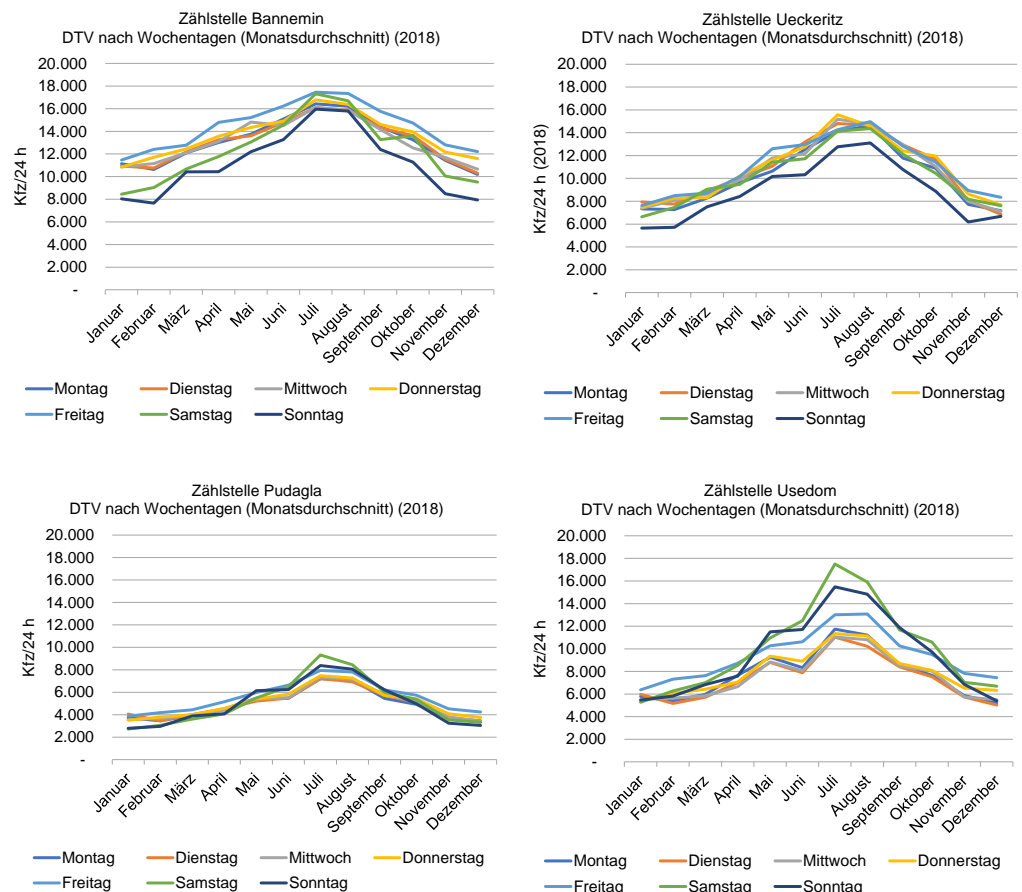 Zählstelle Bannemin
DTV nach Wochentagen (Monatsdurchschnitt) (2018)
20.000
18.000
16.000
14.000
12.000
10.000
8.000
6.000
4.000
2.000
-
Kfz/24 h
Januar
Februar
März
April
Mai
Juni
Juli
August
September
Oktober
November
Dezember
Montag Dienstag Mittwoch Donnerstag
Freitag Samstag Sonntag
Zählstelle Ueckeritz
DTV nach Wochentagen (Monatsdurchschnitt) (2018)
20.000
18.000
16.000
14.000
12.000
10.000
8.000
6.000
4.000
2.000
-
Kfz/24 h (2018)
Januar
Februar
März
April
Mai
Juni
Juli
August
September
Oktober
November
Dezember
Montag Dienstag Mittwoch Donnerstag
Freitag Samstag Sonntag
Zählstelle Pudagla
DTV nach Wochentagen (Monatsdurchschnitt) (2018)
20.000
18.000
16.000
14.000
12.000
10.000
8.000
6.000
4.000
2.000
-
Kfz/24 h
Januar
Februar
März
April
Mai
Juni
Juli
August
September
Oktober
November
Dezember
Montag Dienstag Mittwoch Donnerstag
Freitag Samstag Sonntag
Zählstelle Usedom
DTV nach Wochentagen (Monatsdurchschnitt) (2018)
20.000
18.000
16.000
14.000
12.000
10.000
8.000
6.000
4.000
2.000
-
Kfz/24 h
Januar
Februar
März
April
Mai
Juni
Juli
August
September
Oktober
November
Dezember
Montag Dienstag Mittwoch Donnerstag
Freitag Samstag Sonntag